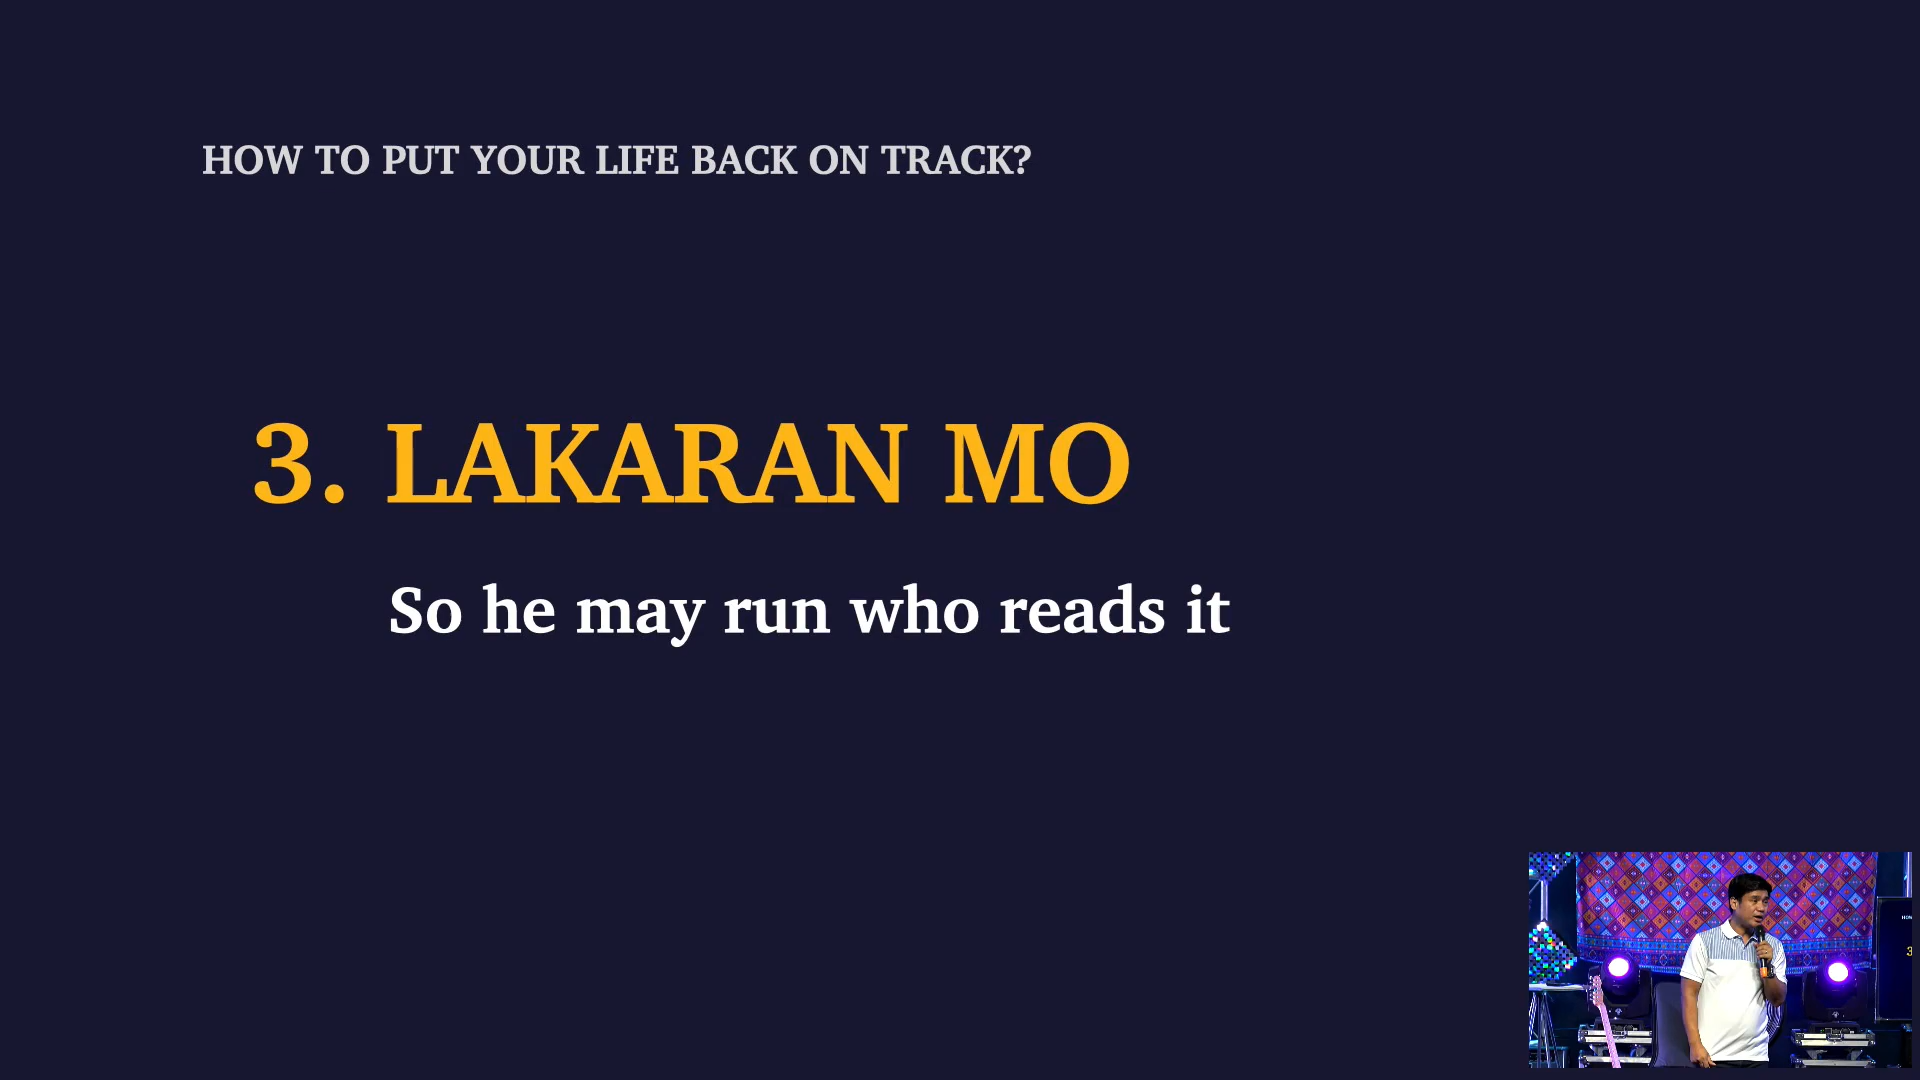 HOW TO PUT YOUR LIFE BACK ON TRACK?
3. LAKARAN MO
So he may run who reads it